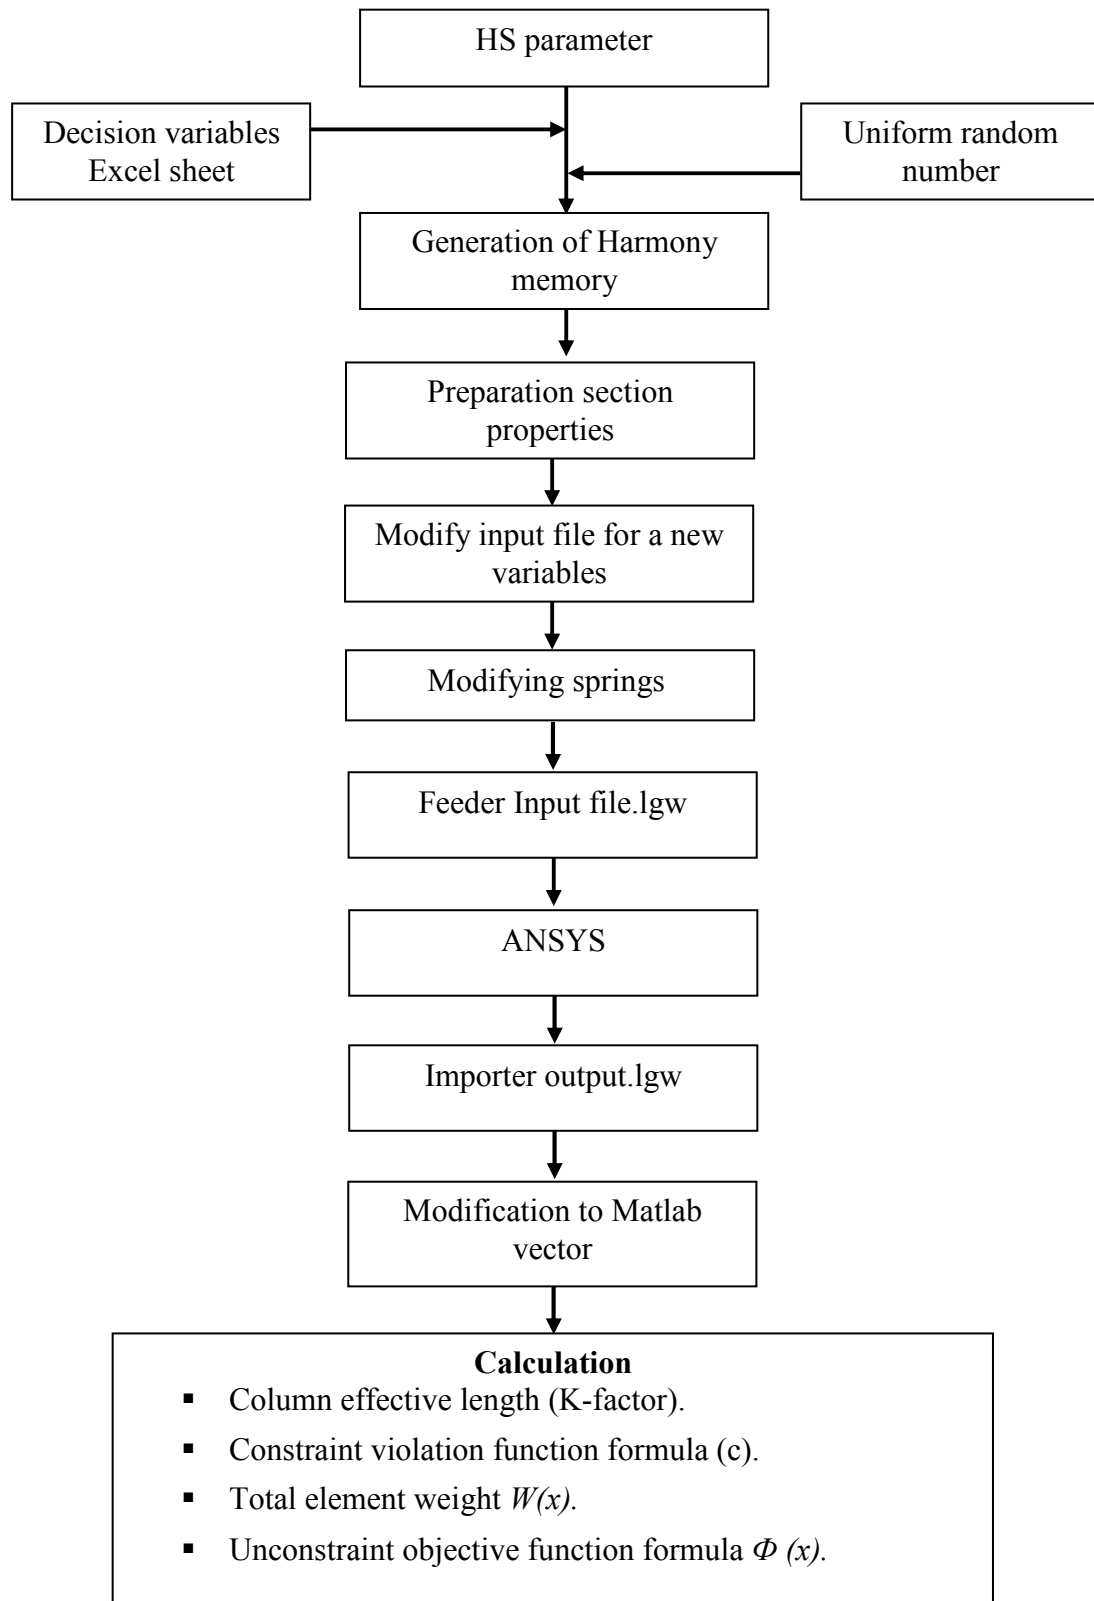 HS parameter
Decision variables
Excel sheet
Uniform random
number
Generation of Harmony
memory
Preparation section
properties
Modify input file for a new
variables
Modifying springs
Feeder Input file.lgw
ANSYS
Importer output.lgw
Modification to Matlab
vector
Calculation
▪ Column effective length (K-factor).
▪ Constraint violation function formula (c).
▪ Total element weight W(x).
▪ Unconstraint objective function formula Φ (x).